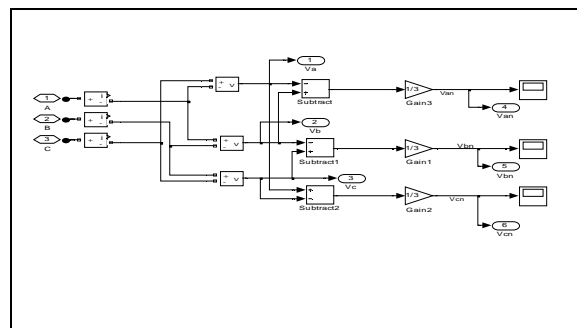 1
Va
1
A
+ i
-
+ v
-
- +
Subtract
1/3
Gain3
Van
4
Van
2
B
+ i
-
2
Vb
3
C
+ i
-
+ v
-
- +
Subtract1
1/3
Gain1
Vbn
5
Vbn
+ v
-
3
Vc
+ -
Subtract2
1/3
Gain2
Vcn
6
Vcn